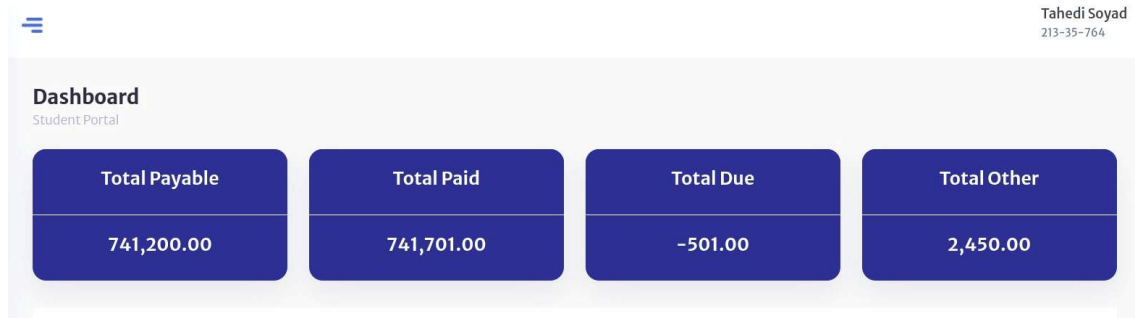 Tahedi Soyad
213-35-764
Dashboard
Student Portal
Total Payable
741,200.00
Total Paid
741,701.00
Total Due
-501.00
Total Other
2,450.00